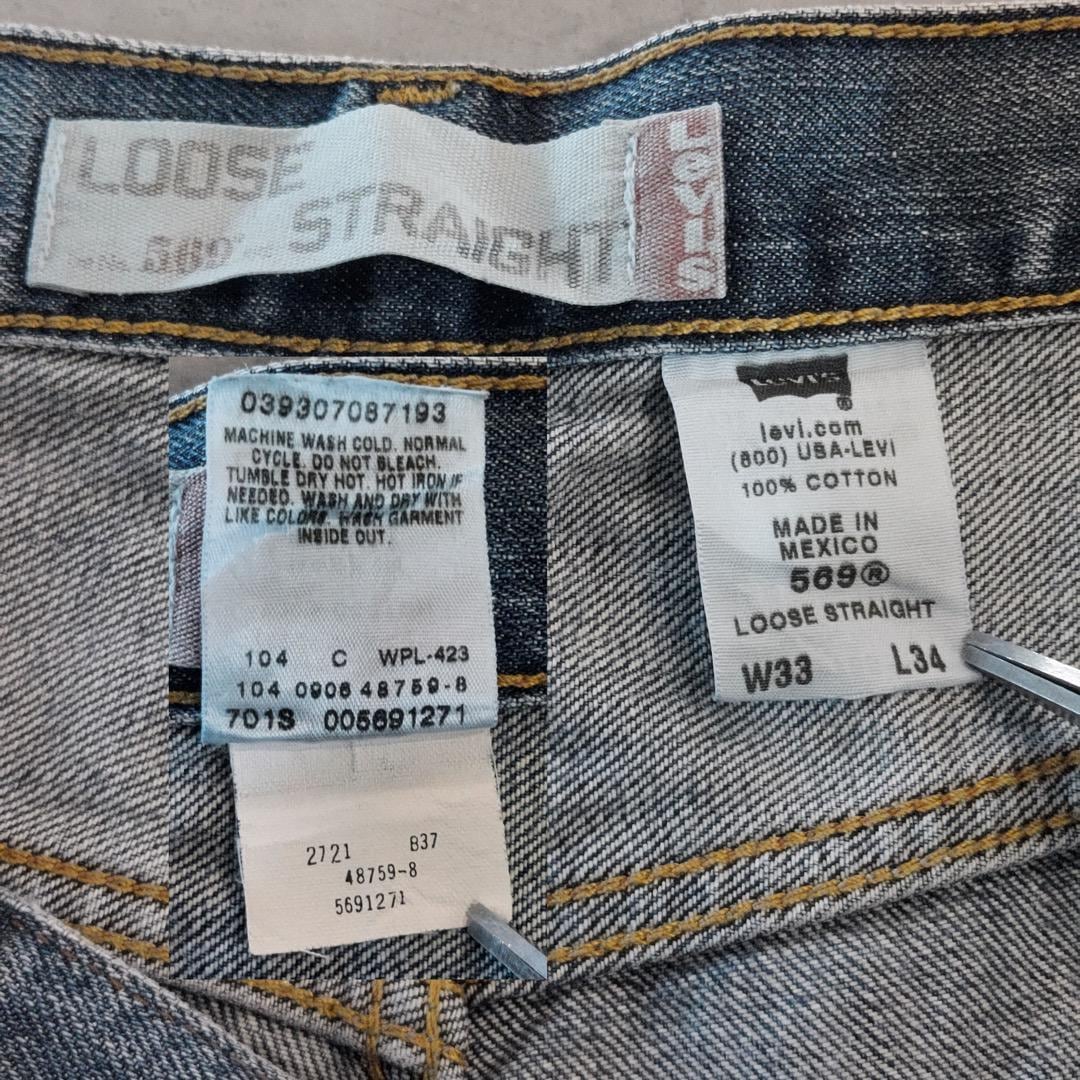 LOOSE
STRAIGHT
LEVI'S
039307087193
MACHINE WASH COLD. NORMAL
CYCLE. DO NOT BLEACH.
TUMBLE DRY HOT. HOT IRON IF
NEEDED. WASH AND DRY WITH
LIKE COLORS. WASH GARMENT
INSIDE OUT.
104 C WPL-423
104 0906 48759-8
701S 005691271
2721 B37
48759-8
5691271
Levi's
®
levi.com
(800) USA-LEVI
100% COTTON
MADE IN
MEXICO
569®
LOOSE STRAIGHT
W33 L34